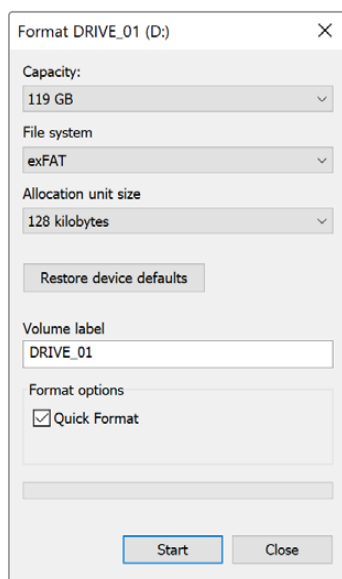 Format DRIVE_01 (D:)
Capacity:
119 GB
File system
exFAT
Allocation unit size
128 kilobytes
Restore device defaults
Volume label
DRIVE_01
Format options
Quick Format
Start Close